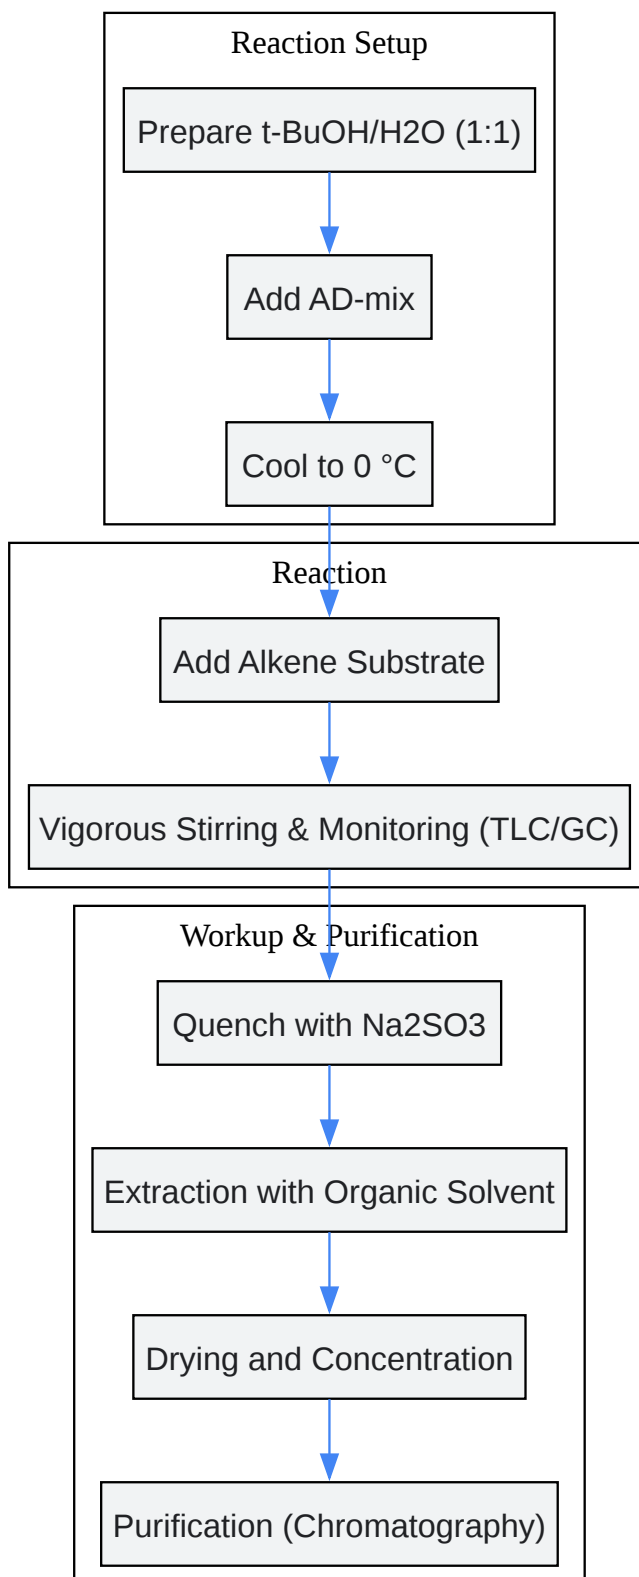 Reaction Setup
Prepare t-BuOH/H2O (1:1)
Add AD-mix
Cool to 0 °C
Reaction
Add Alkene Substrate
Vigorous Stirring & Monitoring (TLC/GC)
Workup & Purification
Quench with Na2SO3
Extraction with Organic Solvent
Drying and Concentration
Purification (Chromatography)